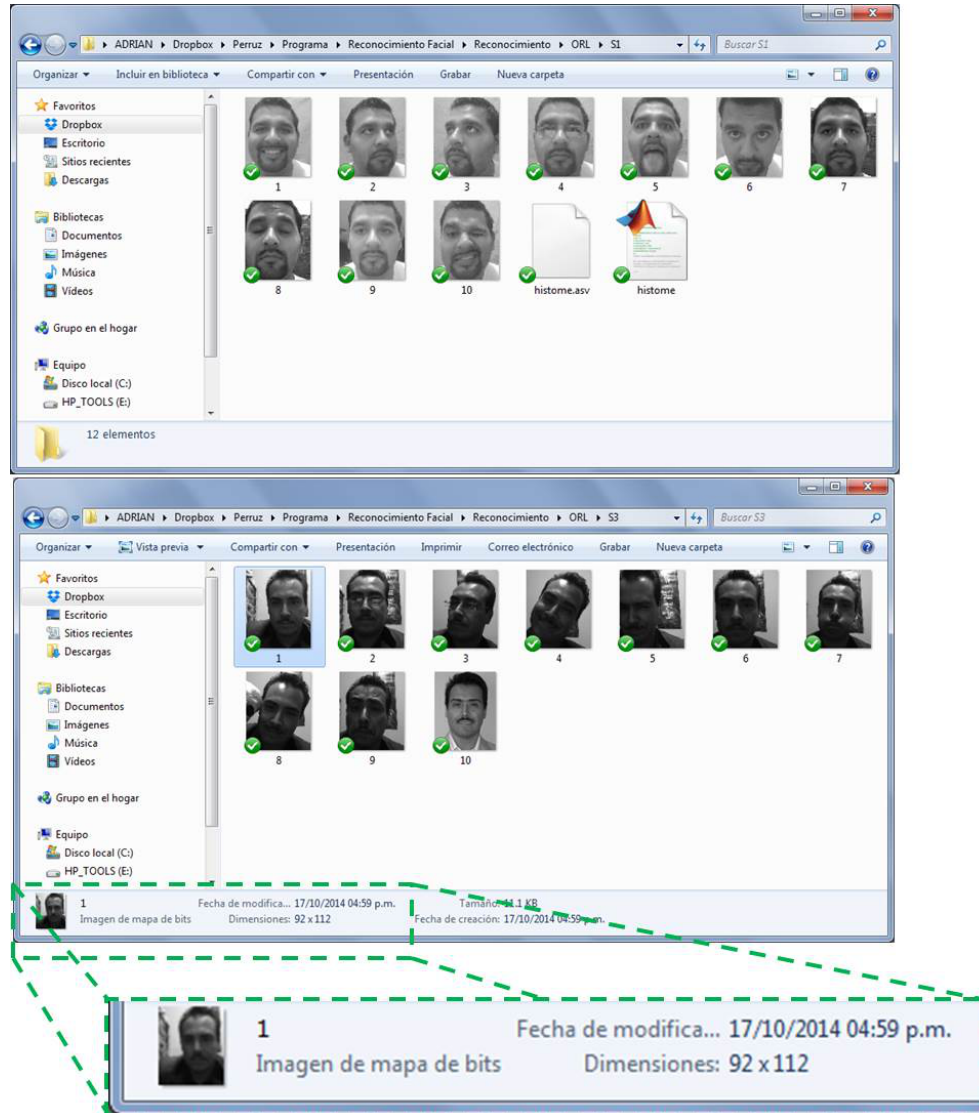 ADRIAN ▸ Dropbox ▸ Perruz ▸ Programa ▸ Reconocimiento Facial ▸ Reconocimiento ▸ ORL ▸ S1
Buscar S1
Organizar Incluir en biblioteca Compartir con Presentación Grabar Nueva carpeta
Favoritos
Dropbox
Escritorio
Sitios recientes
Descargas
Bibliotecas
Documentos
Imágenes
Música
Vídeos
Grupo en el hogar
Equipo
Disco local (C:)
HP_TOOLS (E:)
1 2 3 4 5 6 7
8 9 10 histome.asv histome
12 elementos
ADRIAN ▸ Dropbox ▸ Perruz ▸ Programa ▸ Reconocimiento Facial ▸ Reconocimiento ▸ ORL ▸ S3
Buscar S3
Organizar Vista previa Compartir con Presentación Imprimir Correo electrónico Grabar Nueva carpeta
Favoritos
Dropbox
Escritorio
Sitios recientes
Descargas
Bibliotecas
Documentos
Imágenes
Música
Vídeos
Grupo en el hogar
Equipo
Disco local (C:)
HP_TOOLS (E:)
1 2 3 4 5 6 7
8 9 10
1 Fecha de modifica... 17/10/2014 04:59 p.m. Tamaño: 11.1 KB
Imagen de mapa de bits Dimensiones: 92 x 112 Fecha de creación: 17/10/2014 04:59 p.m.
1 Fecha de modifica... 17/10/2014 04:59 p.m.
Imagen de mapa de bits Dimensiones: 92 x 112